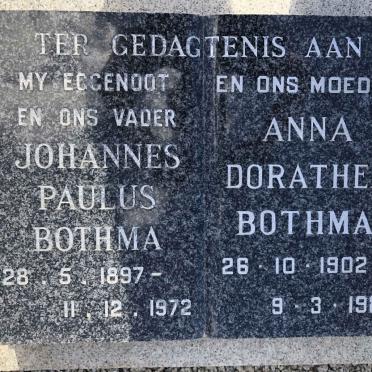 TER GEDAGTENIS AAN
MY EGGENOOT
EN ONS VADER
JOHANNES
PAULUS
BOTHMA
28 . 5 . 1897 -
11 . 12 . 1972
EN ONS MOED
ANNA
DORATHE
BOTHMA
26 · 10 · 1902
9 · 3 · 19